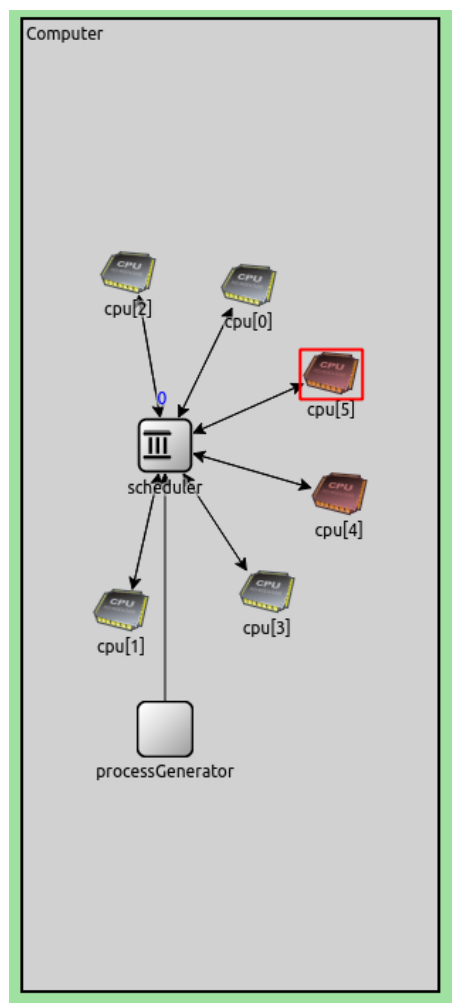 Computer
CPU
cpu[2]
CPU
cpu[0]
CPU
cpu[5]
0
scheduler
CPU
cpu[4]
CPU
cpu[1]
CPU
cpu[3]
processGenerator